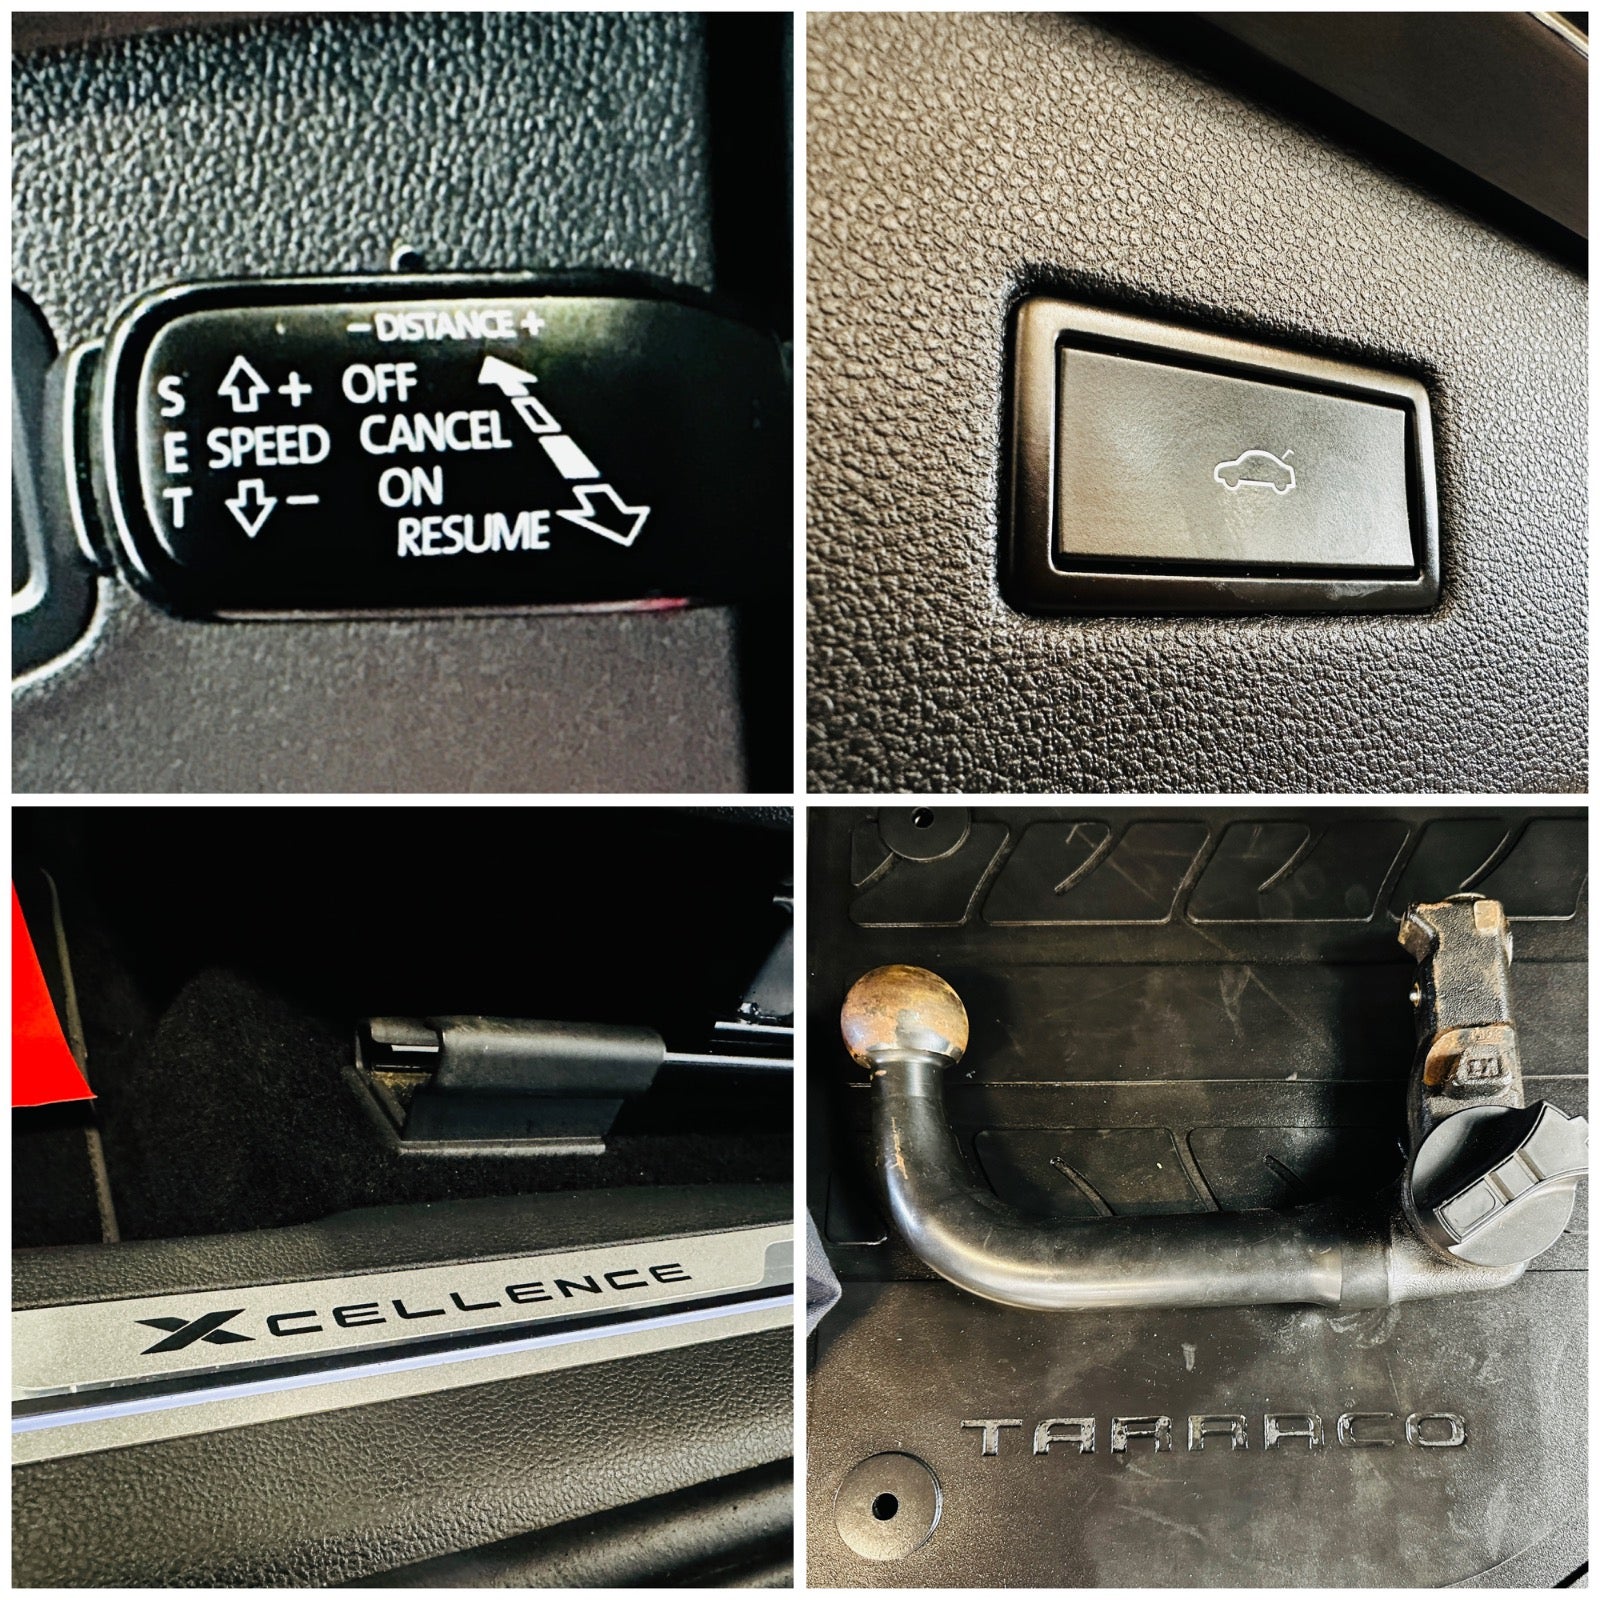 - DISTANCE +
S
E
T
+
SPEED
-
OFF
CANCEL
ON
RESUME
XCELLENCE
TARRACO